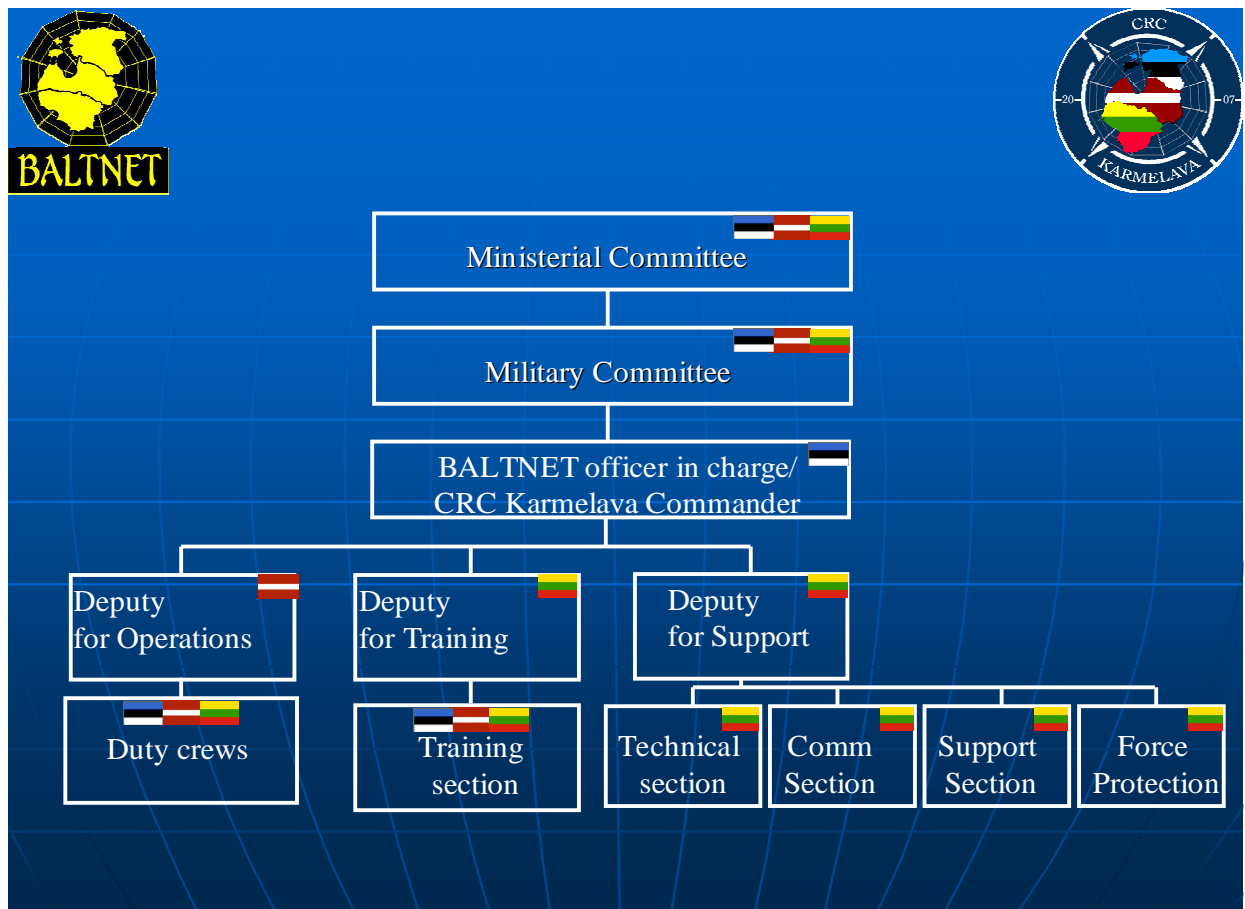 BALTNET
CRC
20
07
KARMELAVA
Ministerial Committee
Military Committee
BALTNET officer in charge/
CRC Karmelava Commander
Deputy
for Operations
Deputy
for Training
Deputy
for Support
Duty crews
Training
section
Technical
section
Comm
Section
Support
Section
Force
Protection